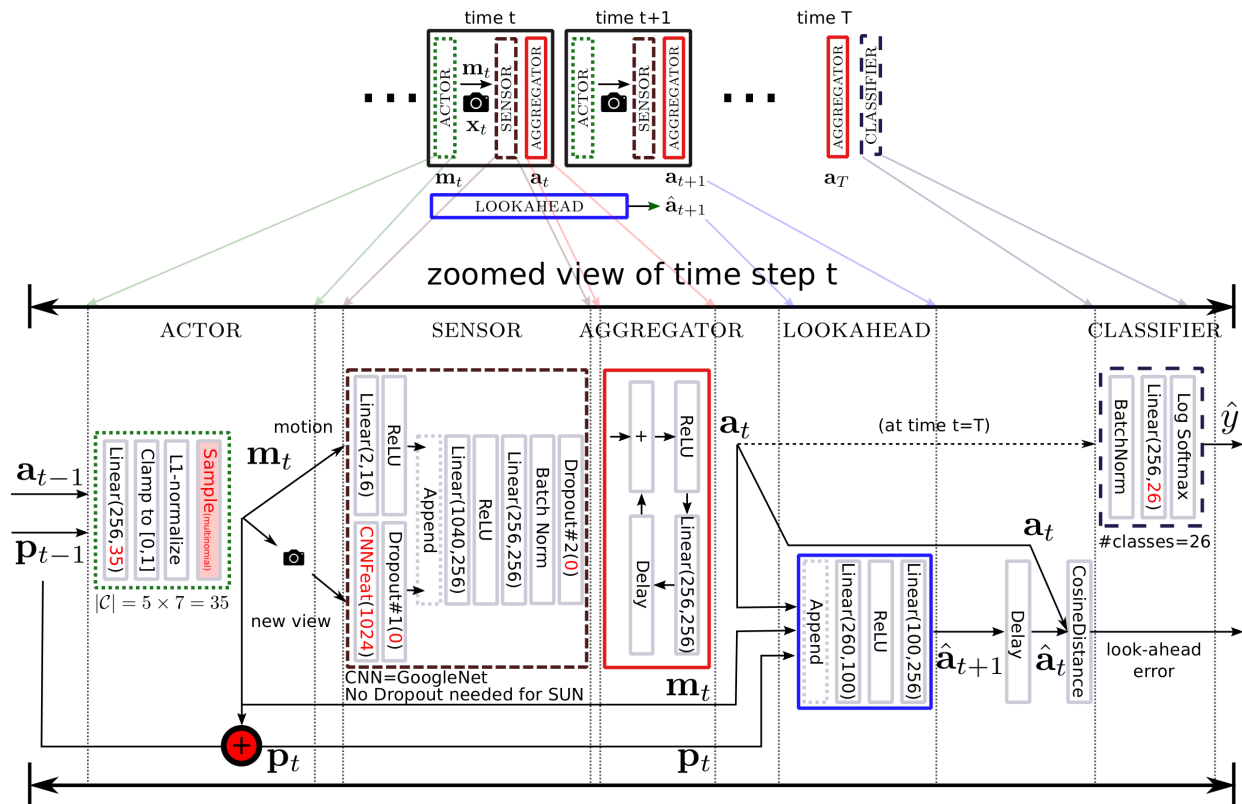 time t
time t+1
time T
...
ACTOR
m_t
x_t
SENSOR
AGGREGATOR
ACTOR
SENSOR
AGGREGATOR
...
AGGREGATOR
CLASSIFIER
m_t
a_t
a_{t+1}
a_T
LOOKAHEAD
â_{t+1}
zoomed view of time step t
ACTOR
SENSOR
AGGREGATOR
LOOKAHEAD
CLASSIFIER
a_{t−1}
p_{t−1}
Linear(256,35)
Clamp to [0,1]
L1-normalize
Sample(multinomial)
|C| = 5 × 7 = 35
m_t
motion
new view
Linear(2,16)
ReLU
CNNFeat(1024)
Dropout#1(0)
Append
Linear(1040,256)
ReLU
Linear(256,256)
Batch Norm
Dropout#2(0)
CNN=GoogleNet
No Dropout needed for SUN
+
ReLU
Delay
Linear(256,256)
m_t
a_t
(at time t=T)
Append
Linear(260,100)
ReLU
Linear(100,256)
â_{t+1}
Delay
â_t
a_t
CosineDistance
look-ahead
error
BatchNorm
Linear(256,26)
Log Softmax
#classes=26
ŷ
+
p_t
p_t